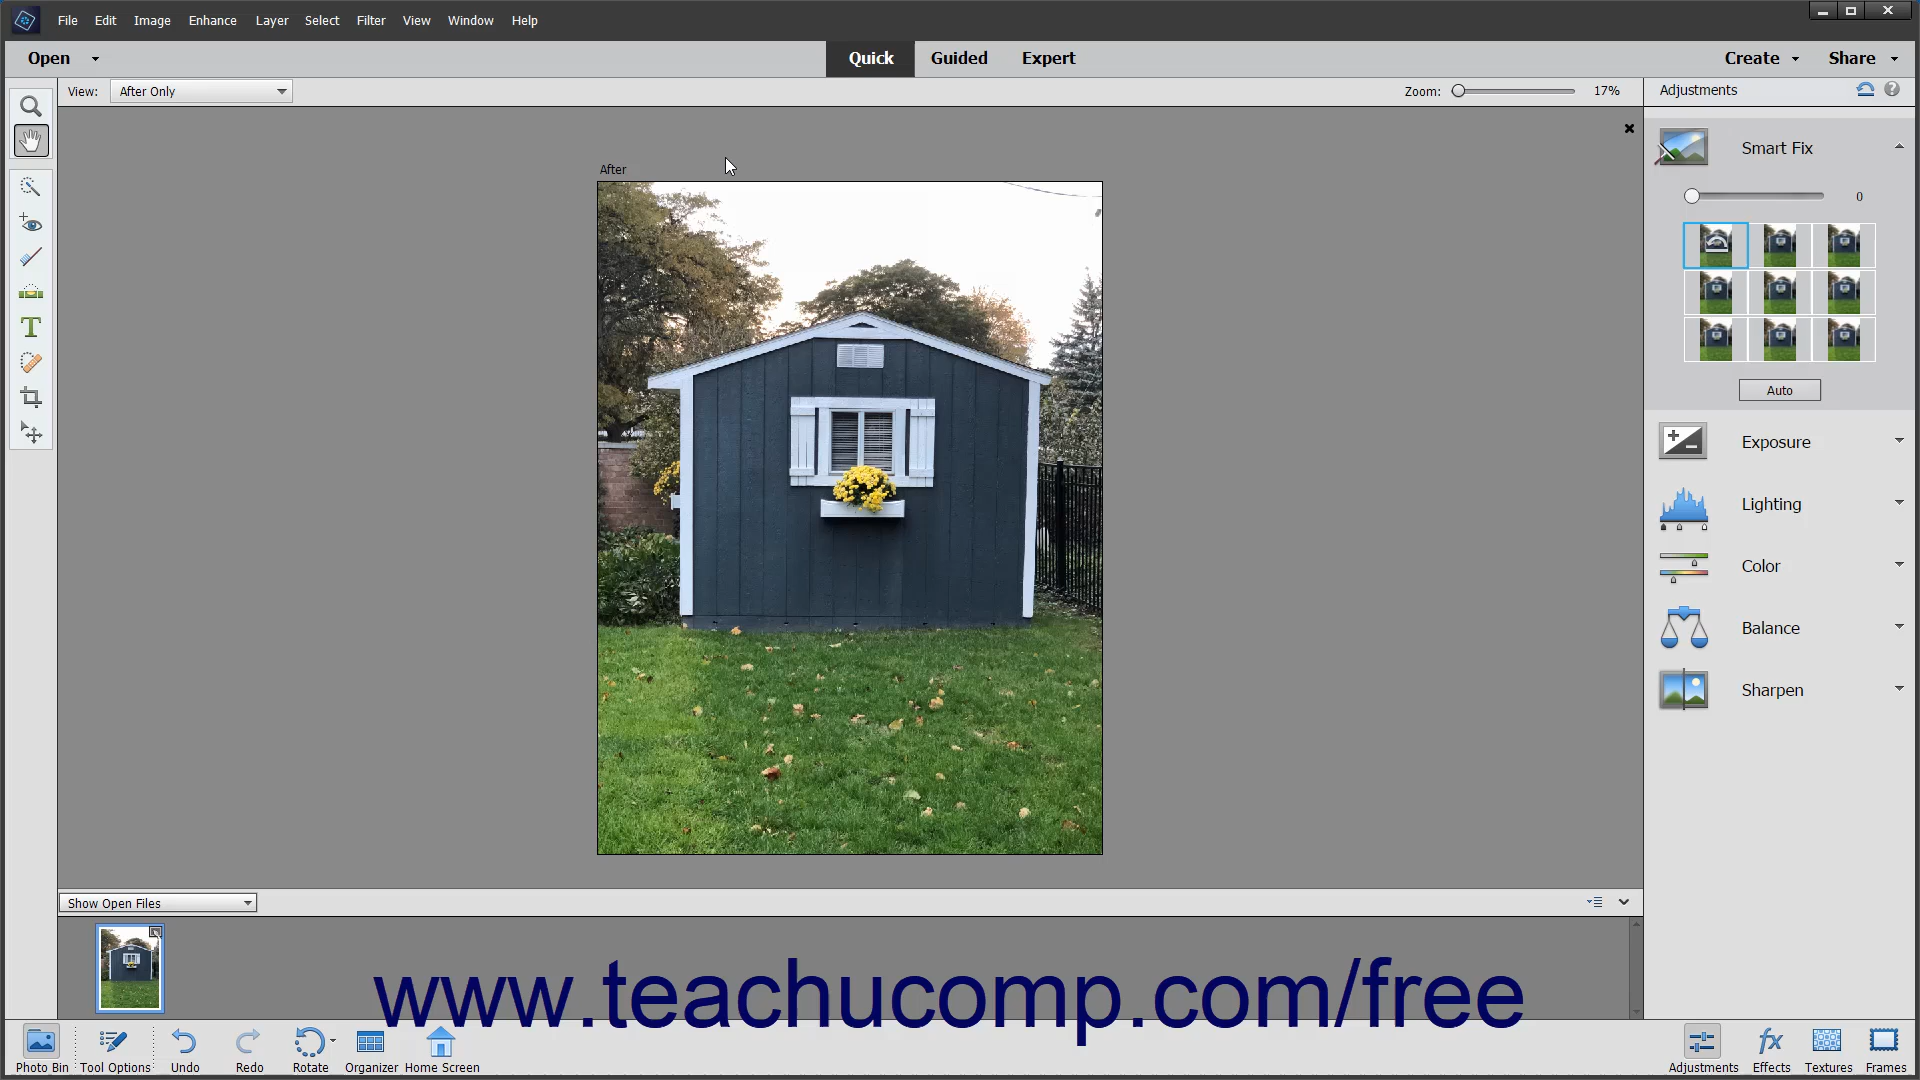 File Edit Image Enhance Layer Select Filter View Window Help
Open Quick Guided Expert Create Share
View: After Only Zoom: 17% Adjustments
After
Smart Fix
0
Auto
Exposure
Lighting
Color
Balance
Sharpen
Show Open Files
www.teachucomp.com/free
Photo Bin Tool Options Undo Redo Rotate Organizer Home Screen Adjustments fx Effects Textures Frames